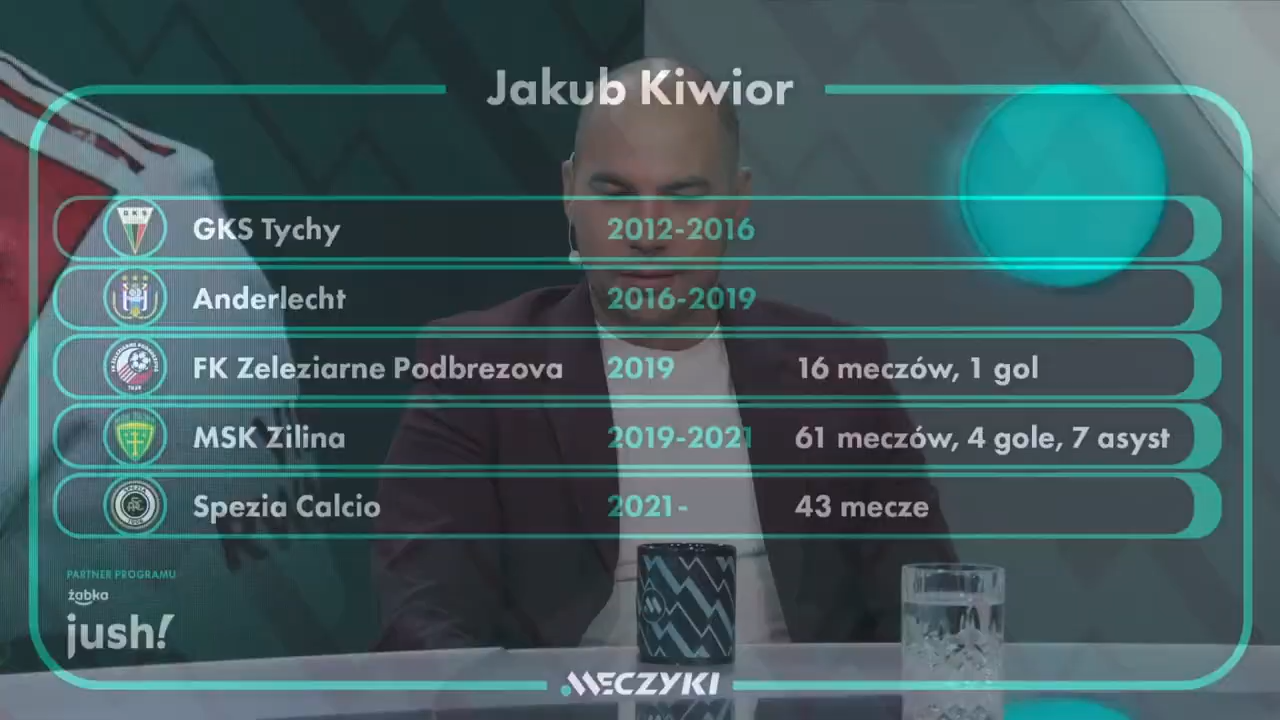 Jakub Kiwior
GKS Tychy 2012-2016
Anderlecht 2016-2019
FK Zeleziarne Podbrezova 2019 16 meczów, 1 gol
MSK Zilina 2019-2021 61 meczów, 4 gole, 7 asyst
Spezia Calcio 2021- 43 mecze
PARTNER PROGRAMU
żabka
jush!
MECZYKI